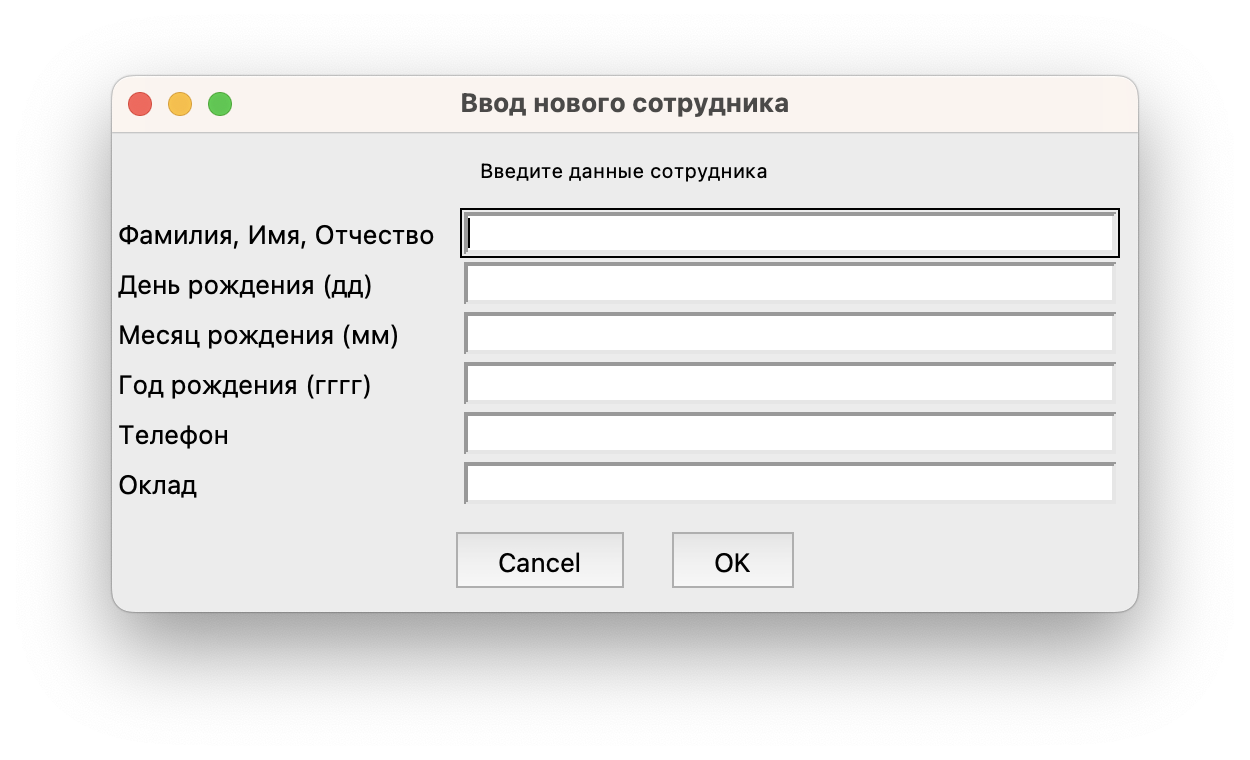 Ввод нового сотрудника
Введите данные сотрудника
Фамилия, Имя, Отчество
День рождения (дд)
Месяц рождения (мм)
Год рождения (гггг)
Телефон
Оклад
Cancel OK